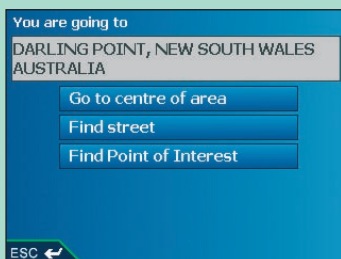 You are going to
DARLING POINT, NEW SOUTH WALES
AUSTRALIA
Go to centre of area
Find street
Find Point of Interest
ESC